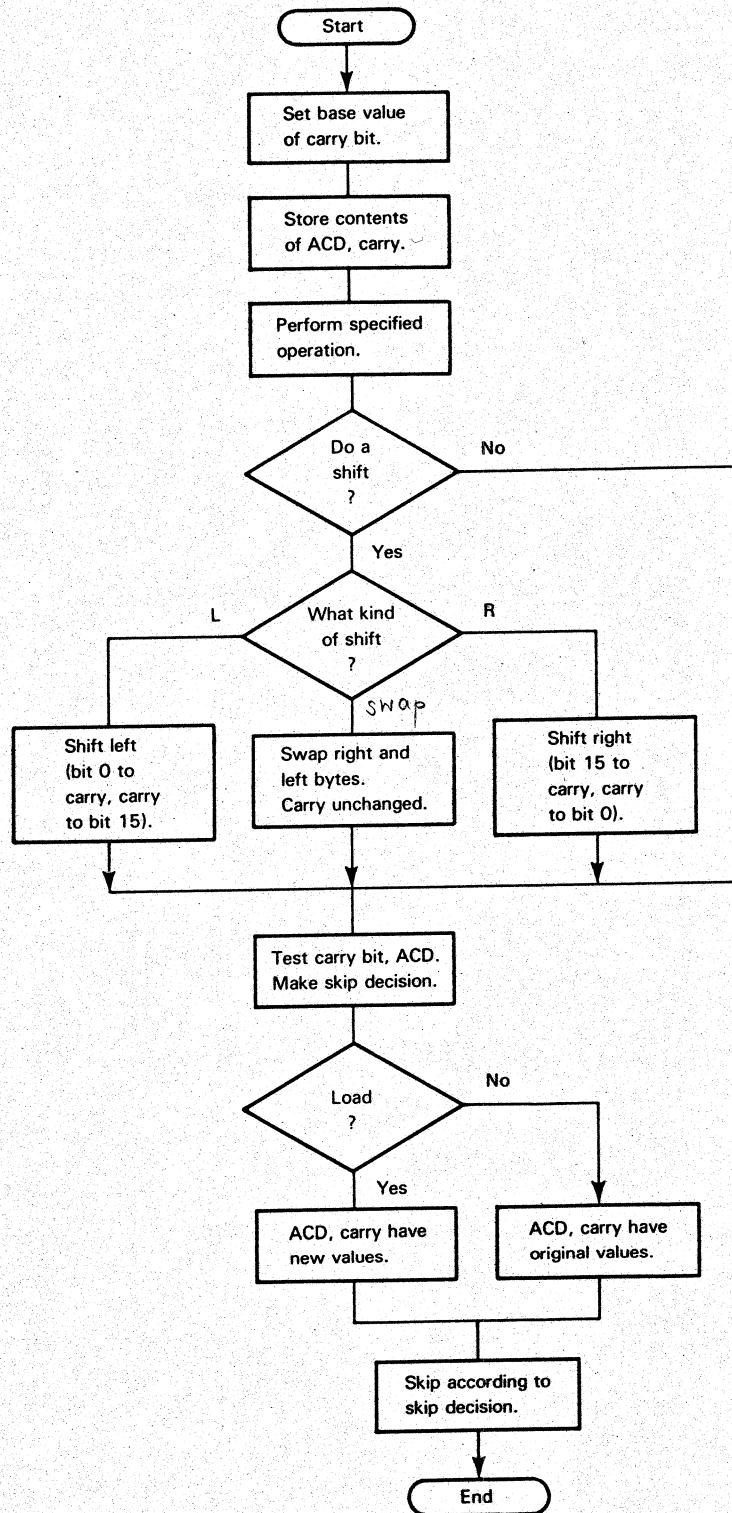 Start
Set base value
of carry bit.
Store contents
of ACD, carry.
Perform specified
operation.
Do a
shift
?
No
Yes
What kind
of shift
?
L
R
swap
Shift left
(bit 0 to
carry, carry
to bit 15).
Swap right and
left bytes.
Carry unchanged.
Shift right
(bit 15 to
carry, carry
to bit 0).
Test carry bit, ACD.
Make skip decision.
Load
?
No
Yes
ACD, carry have
new values.
ACD, carry have
original values.
Skip according to
skip decision.
End